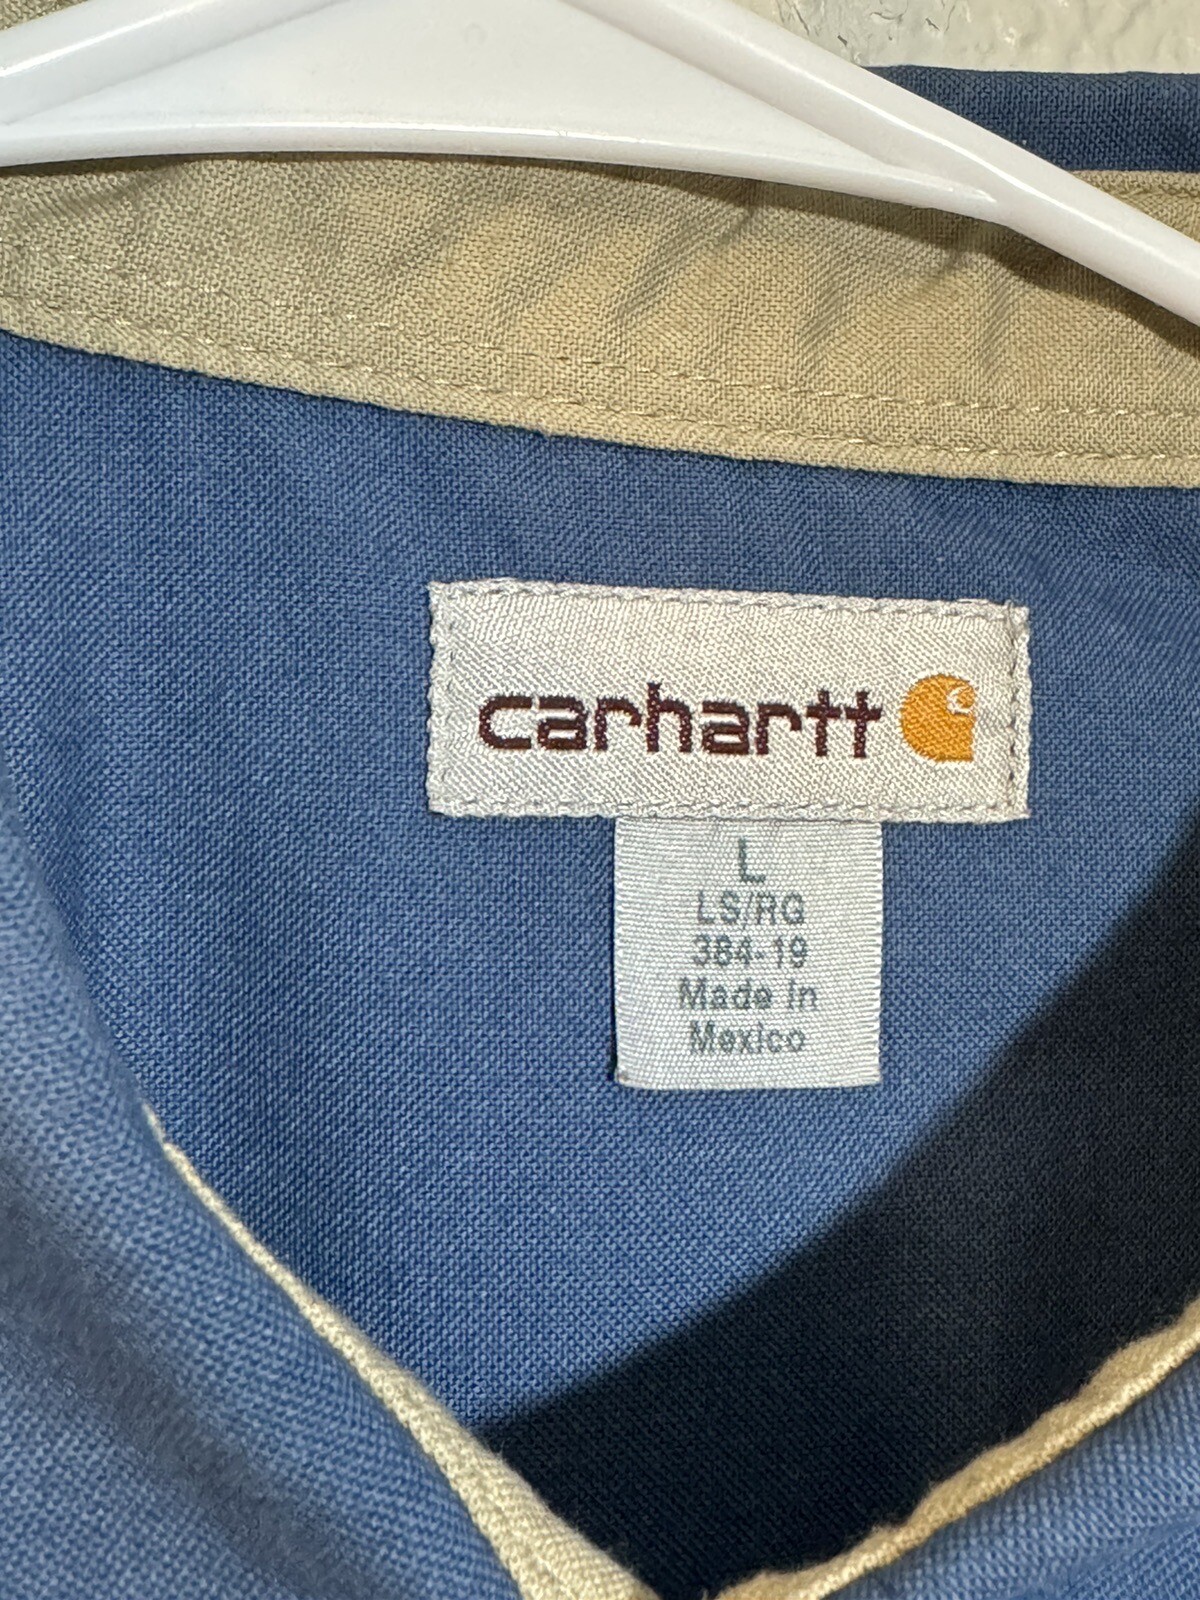 carhartt
L
LS/RG
384-19
Made In
Mexico